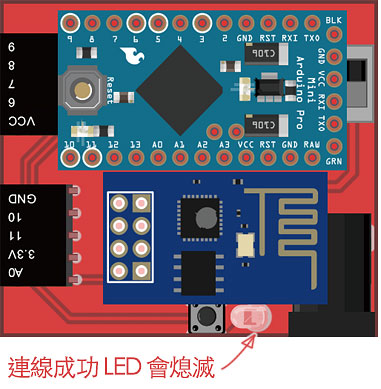 BLK
9 8 7 6 5 4 3 2 GND RST RXI TXO
9
8
7
6
VCC
Reset
Arduino Pro
Mini
GND VCC RXI TXO
10 11 12 13 A0 A1 A2 A3 VCC RST GND RAW
GRN
GND
10
11
3.3V
A0
連線成功 LED 會熄滅